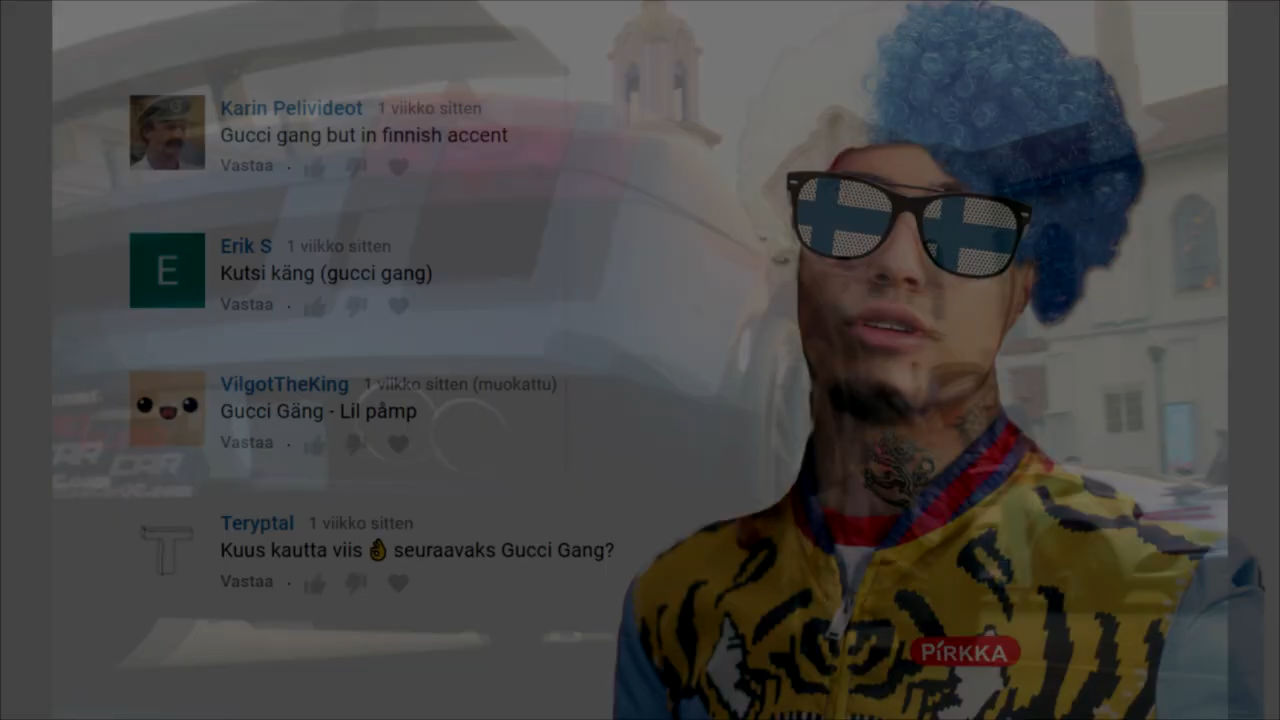 Karin Pelivideot 1 viikko sitten
Gucci gang but in finnish accent
Vastaa ·
E
Erik S 1 viikko sitten
Kutsi käng (gucci gang)
Vastaa ·
VilgotTheKing 1 viikko sitten (muokattu)
Gucci Gäng - Lil påmp
Vastaa ·
T
Teryptal 1 viikko sitten
Kuus kautta viis 👌 seuraavaks Gucci Gang?
Vastaa ·
PİRKKA